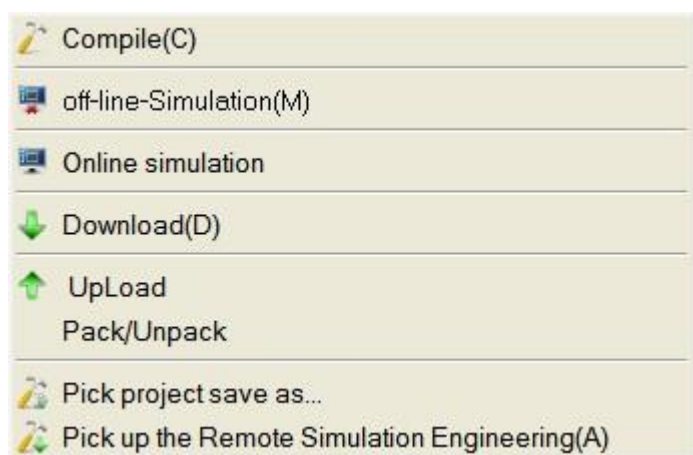 Compile(C)
off-line-Simulation(M)
Online simulation
Download(D)
UpLoad
Pack/Unpack
Pick project save as...
Pick up the Remote Simulation Engineering(A)